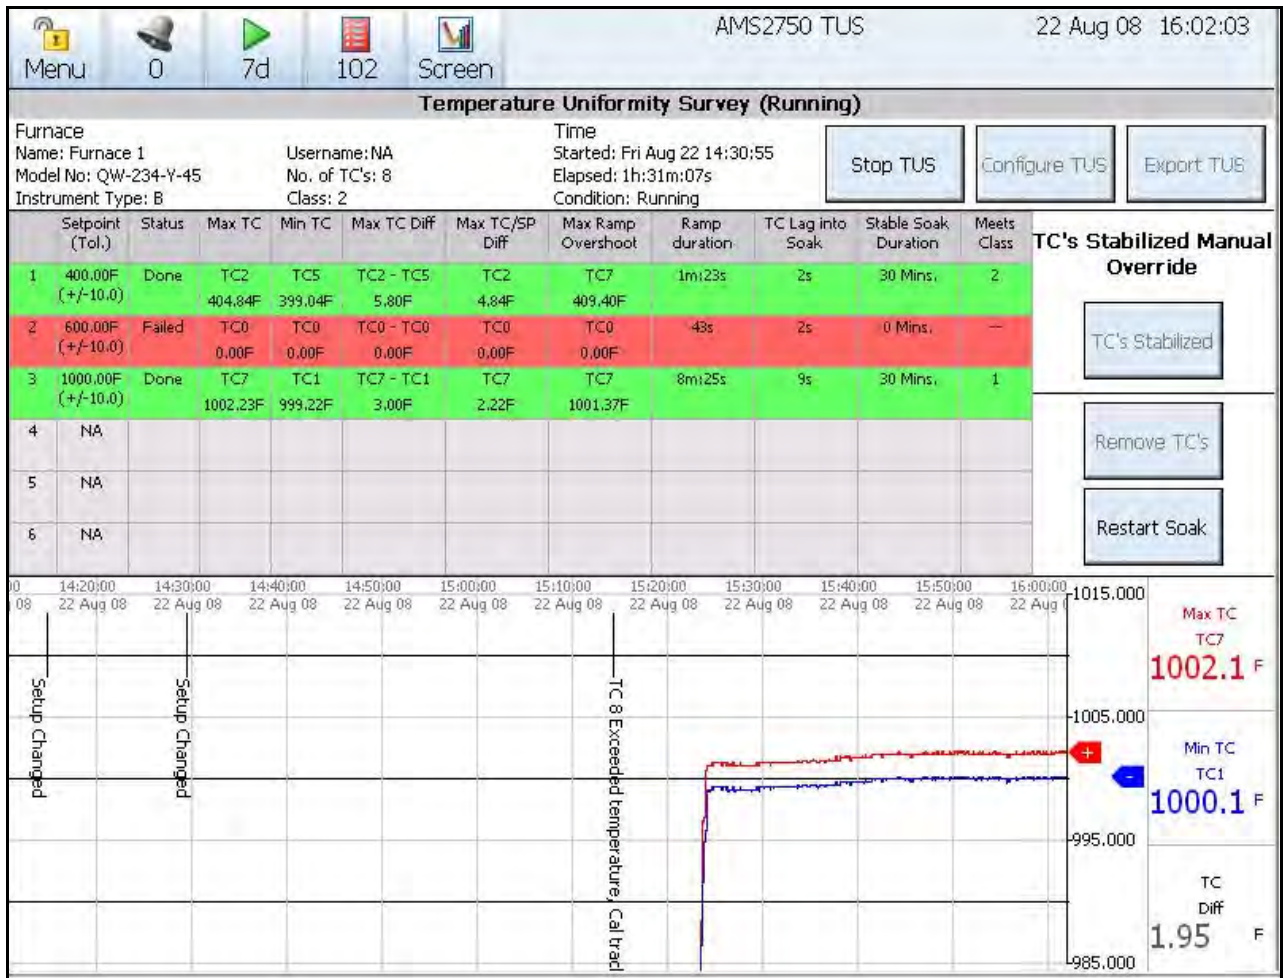 AMS2750 TUS
22 Aug 08 16:02:03
Menu 0 7d 102 Screen
Temperature Uniformity Survey (Running)
Furnace
Name: Furnace 1
Model No: QW-234-Y-45
Instrument Type: B
Username:NA
No. of TC's: 8
Class: 2
Time
Started: Fri Aug 22 14:30:55
Elapsed: 1h:31m:07s
Condition: Running
Stop TUS
Configure TUS
Export TUS
Setpoint (Tol.) Status Max TC Min TC Max TC Diff Max TC/SP Diff Max Ramp Overshoot Ramp duration TC Lag into Soak Stable Soak Duration Meets Class
1 400.00F Done TC2 TC5 TC2 - TC5 TC2 TC7 1m:23s 2s 30 Mins. 2
(+/-10.0) 404.84F 399.04F 5.80F 4.84F 409.40F
2 600.00F Failed TC0 TC0 TC0 - TC0 TC0 TC0 43s 2s 0 Mins. ---
(+/-10.0) 0.00F 0.00F 0.00F 0.00F 0.00F
3 1000.00F Done TC7 TC1 TC7 - TC1 TC7 TC7 8m:25s 9s 30 Mins. 1
(+/-10.0) 1002.23F 999.22F 3.00F 2.22F 1001.37F
4 NA
5 NA
6 NA
TC's Stabilized Manual
Override
TC's Stabilized
Remove TC's
Restart Soak
14:20:00 14:30:00 14:40:00 14:50:00 15:00:00 15:10:00 15:20:00 15:30:00 15:40:00 15:50:00 16:00:00
08 22 Aug 08 22 Aug 08 22 Aug 08 22 Aug 08 22 Aug 08 22 Aug 08 22 Aug 08 22 Aug 08 22 Aug 08 22 Aug 08 22 Aug
Setup Changed
Setup Changed
TC 8 Exceeded temperature, Cal tracl
1015.000
1005.000
995.000
985.000
Max TC
TC7
1002.1 F
Min TC
TC1
1000.1 F
TC
Diff
1.95 F